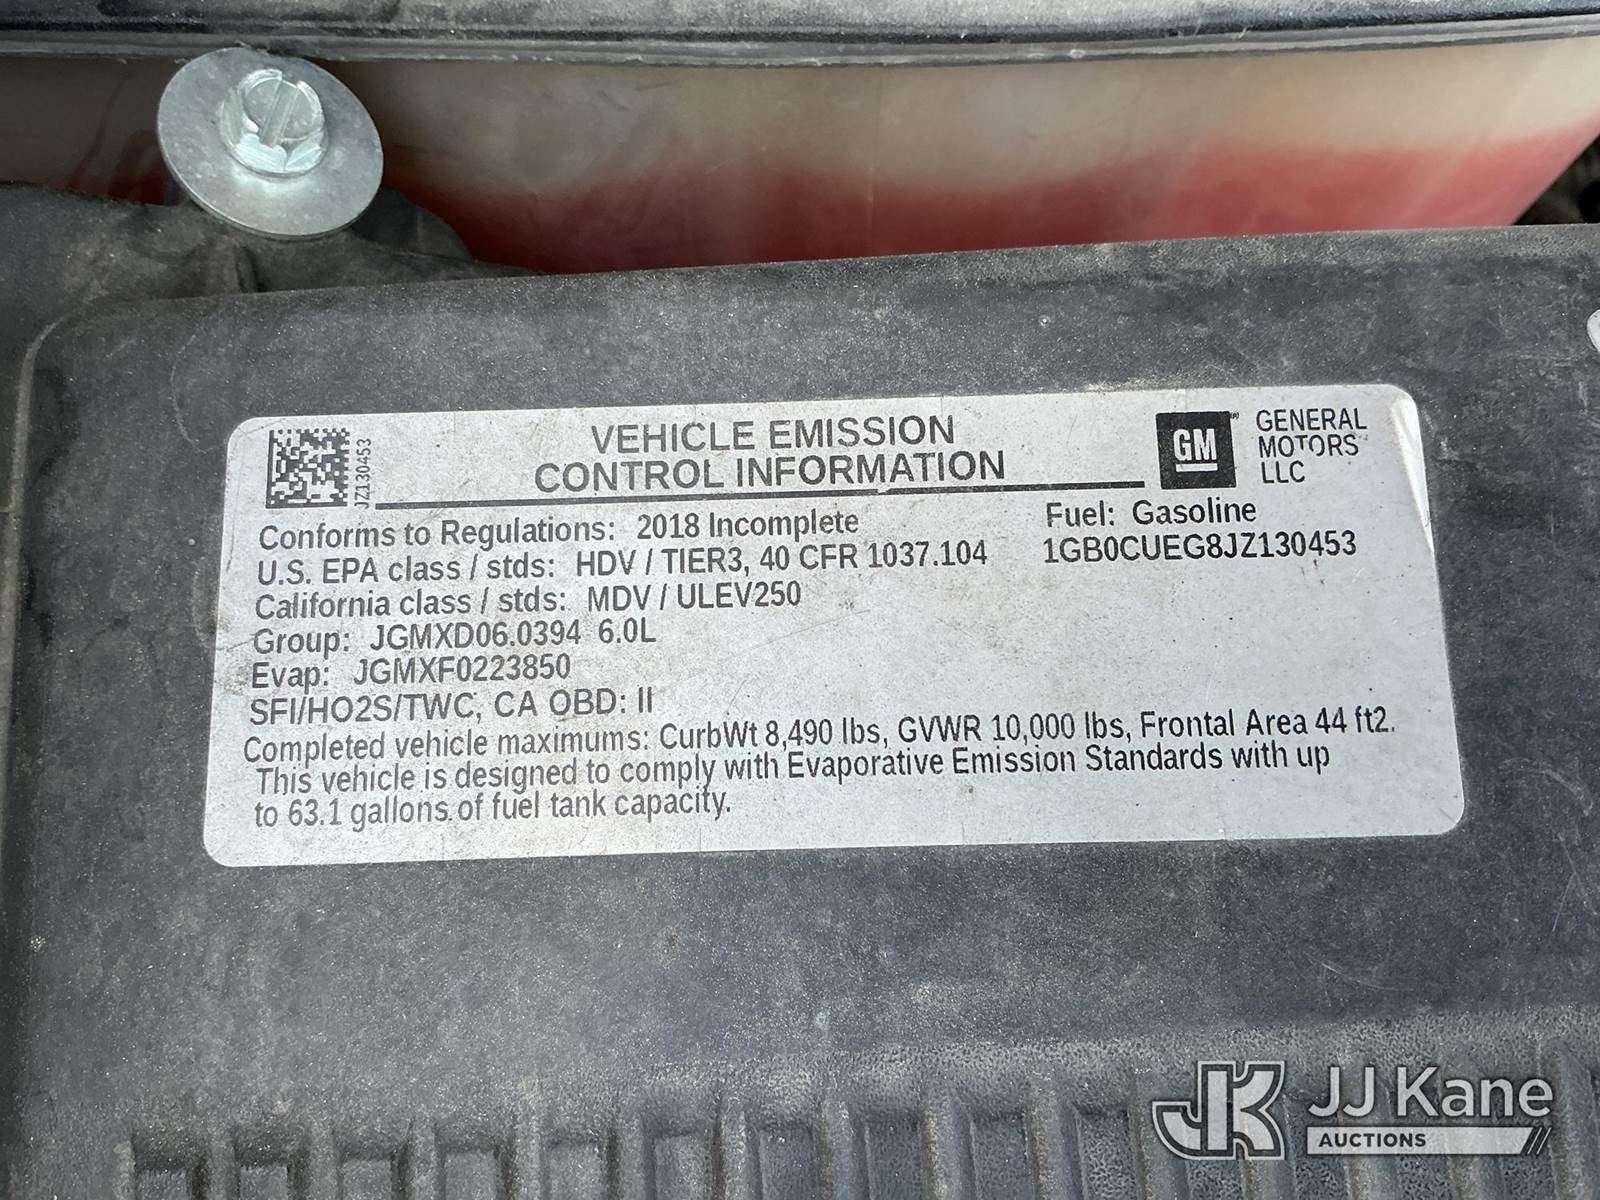 JZ130453
VEHICLE EMISSION
CONTROL INFORMATION
GM
GENERAL
MOTORS
LLC
Conforms to Regulations: 2018 Incomplete
Fuel: Gasoline
U.S. EPA class / stds: HDV / TIER3, 40 CFR 1037.104
1GB0CUEG8JZ130453
California class / stds: MDV / ULEV250
Group: JGMXD06.0394 6.0L
Evap: JGMXF0223850
SFI/HO2S/TWC, CA OBD: II
Completed vehicle maximums: CurbWt 8,490 lbs, GVWR 10,000 lbs, Frontal Area 44 ft2.
This vehicle is designed to comply with Evaporative Emission Standards with up
to 63.1 gallons of fuel tank capacity.
JK
JJ Kane
AUCTIONS